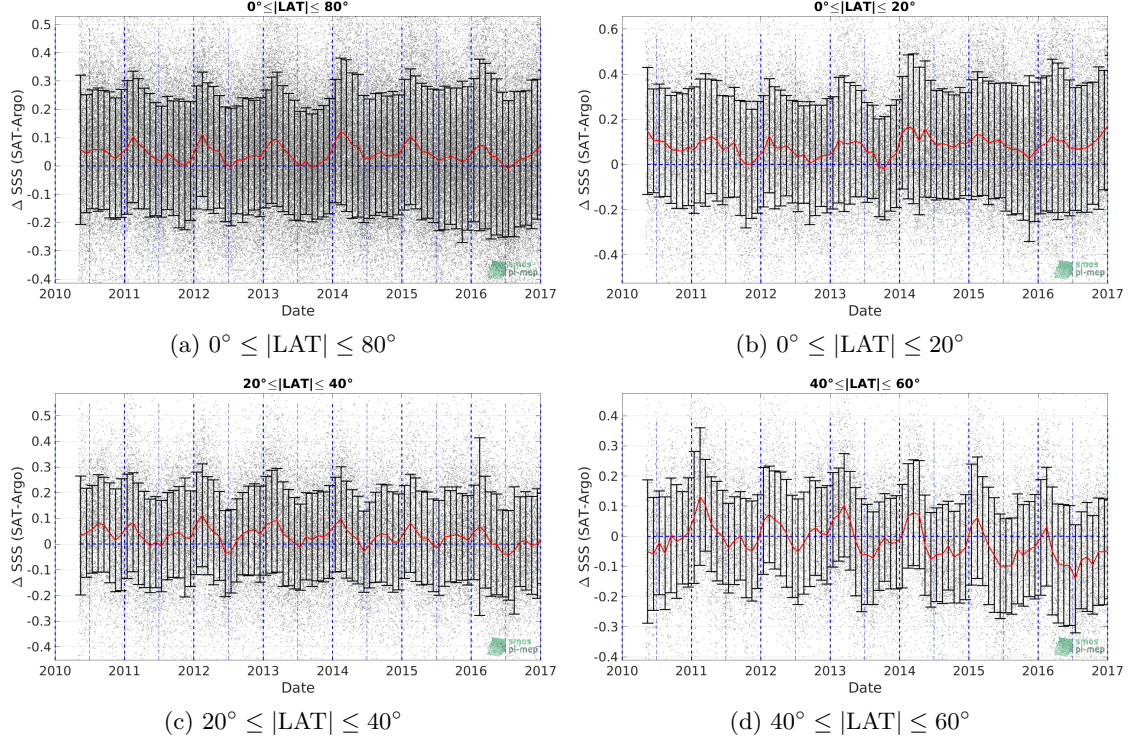 0°≤|LAT|≤ 80°
Δ SSS (SAT-Argo)
0.5
0.4
0.3
0.2
0.1
0
-0.1
-0.2
-0.3
-0.4
2010 2011 2012 2013 2014 2015 2016 2017
Date
smos
pi-mep
(a) 0° ≤ |LAT| ≤ 80°
0°≤|LAT|≤ 20°
Δ SSS (SAT-Argo)
0.6
0.4
0.2
0
-0.2
-0.4
2010 2011 2012 2013 2014 2015 2016 2017
Date
smos
pi-mep
(b) 0° ≤ |LAT| ≤ 20°
20°≤|LAT|≤ 40°
Δ SSS (SAT-Argo)
0.5
0.4
0.3
0.2
0.1
0
-0.1
-0.2
-0.3
-0.4
2010 2011 2012 2013 2014 2015 2016 2017
Date
smos
pi-mep
(c) 20° ≤ |LAT| ≤ 40°
40°≤|LAT|≤ 60°
Δ SSS (SAT-Argo)
0.4
0.3
0.2
0.1
0
-0.1
-0.2
-0.3
-0.4
2010 2011 2012 2013 2014 2015 2016 2017
Date
smos
pi-mep
(d) 40° ≤ |LAT| ≤ 60°